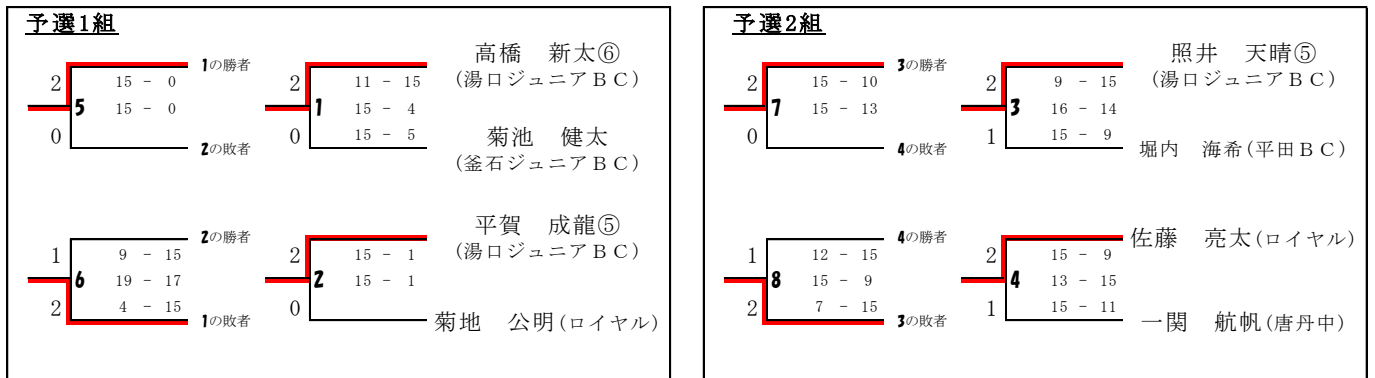 予選1組
高橋　新太⑥
(湯口ジュニアＢＣ)
1の勝者
2
15 － 0
5
15 － 0
0
2の敗者
2
11 － 15
1
15 － 4
15 － 5
0
菊池　健太
(釜石ジュニアＢＣ)
平賀　成龍⑤
(湯口ジュニアＢＣ)
2の勝者
1
9 － 15
6
19 － 17
4 － 15
2
1の敗者
2
15 － 1
2
15 － 1
0
菊地　公明(ロイヤル)
予選2組
照井　天晴⑤
(湯口ジュニアＢＣ)
3の勝者
2
15 － 10
7
15 － 13
0
4の敗者
2
9 － 15
3
16 － 14
15 － 9
1
堀内　海希(平田ＢＣ)
4の勝者
1
12 － 15
8
15 － 9
7 － 15
2
3の敗者
佐藤　亮太(ロイヤル)
2
15 － 9
4
13 － 15
15 － 11
1
一関　航帆(唐丹中)